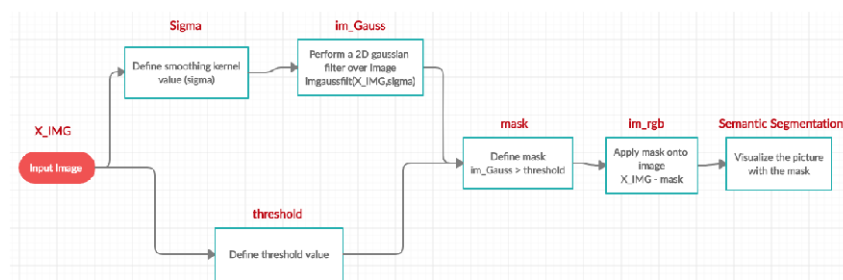 Sigma
im_Gauss
Define smoothing kernel
value (sigma)
Perform a 2D gaussian
filter over image
imgaussfilt(X_IMG,sigma)
X_IMG
Input Image
mask
im_rgb
Semantic Segmentation
Define mask
im_Gauss > threshold
Apply mask onto
image
X_IMG - mask
Visualize the picture
with the mask
threshold
Define threshold value